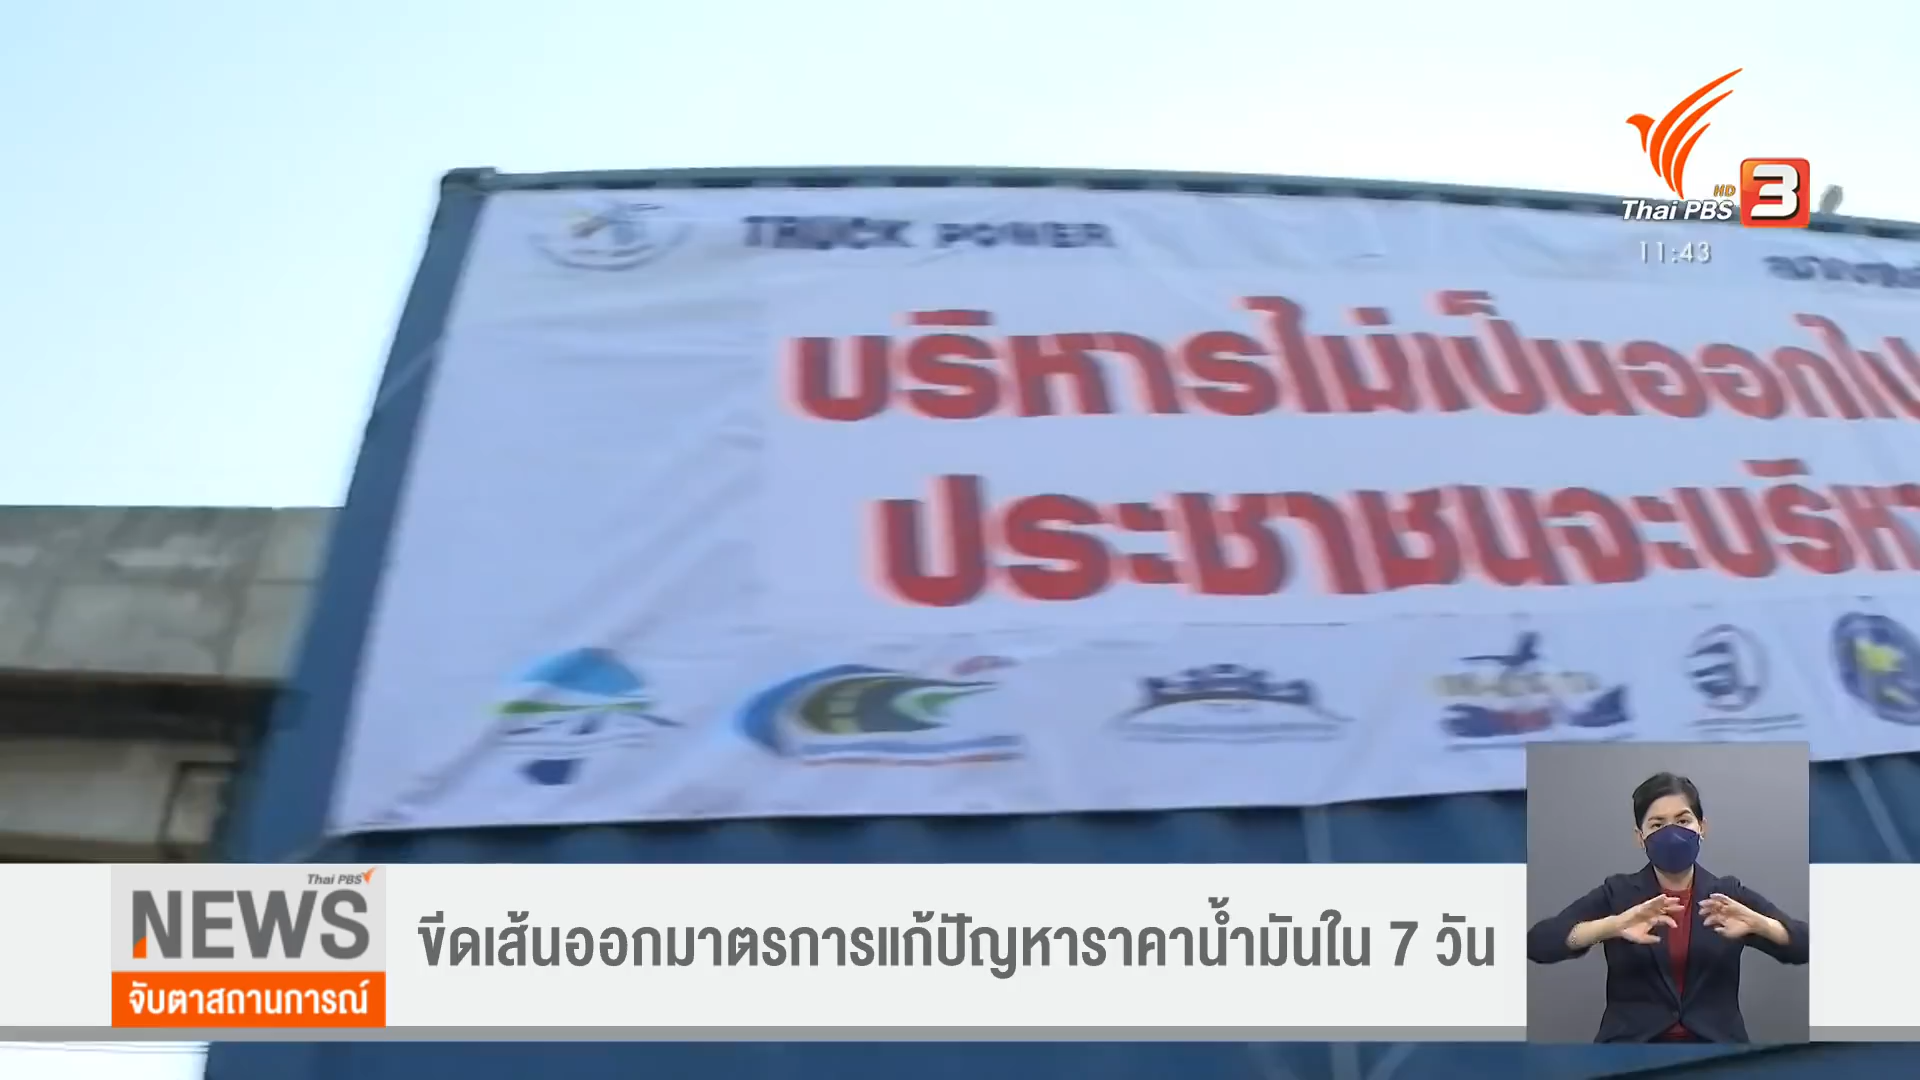 Thai PBS
HD
3
11:43
TRUCK POWER
บริหารไม่เป็นออกไป
ประชาชนจะบริหา
Thai PBS
NEWS
จับตาสถานการณ์
ขีดเส้นออกมาตรการแก้ปัญหาราคาน้ำมันใน 7 วัน